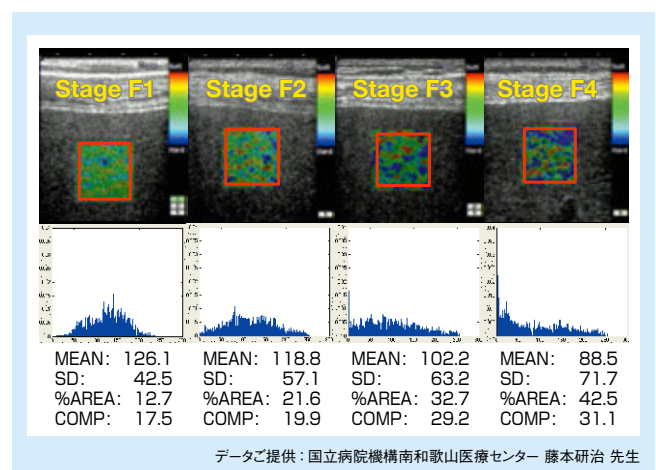 Stage F1 Stage F2 Stage F3 Stage F4
MEAN: 126.1 MEAN: 118.8 MEAN: 102.2 MEAN: 88.5
SD: 42.5 SD: 57.1 SD: 63.2 SD: 71.7
%AREA: 12.7 %AREA: 21.6 %AREA: 32.7 %AREA: 42.5
COMP: 17.5 COMP: 19.9 COMP: 29.2 COMP: 31.1
データご提供：国立病院機構南和歌山医療センター 藤本研治 先生